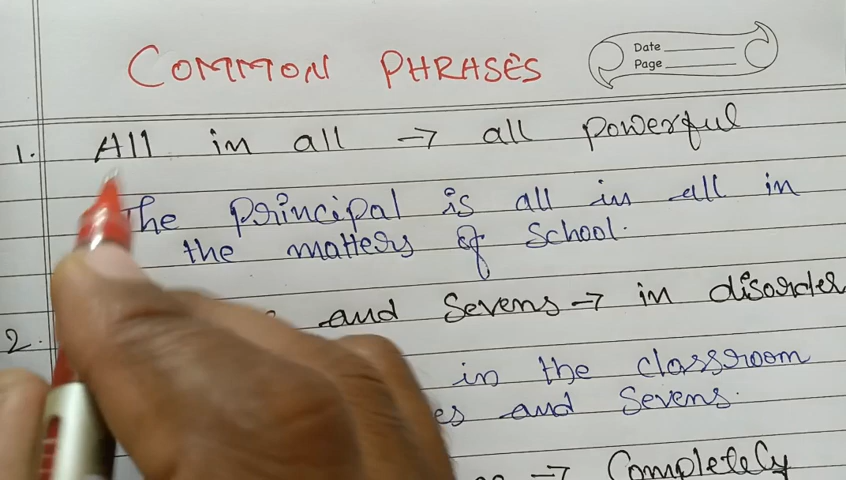 COMMON PHRASES
Date
Page
1. All in all → all powerful
The principal is all in all in
the matters of School.
2. and Sevens → in disorder
in the classroom
es and Sevens.
→ Completely